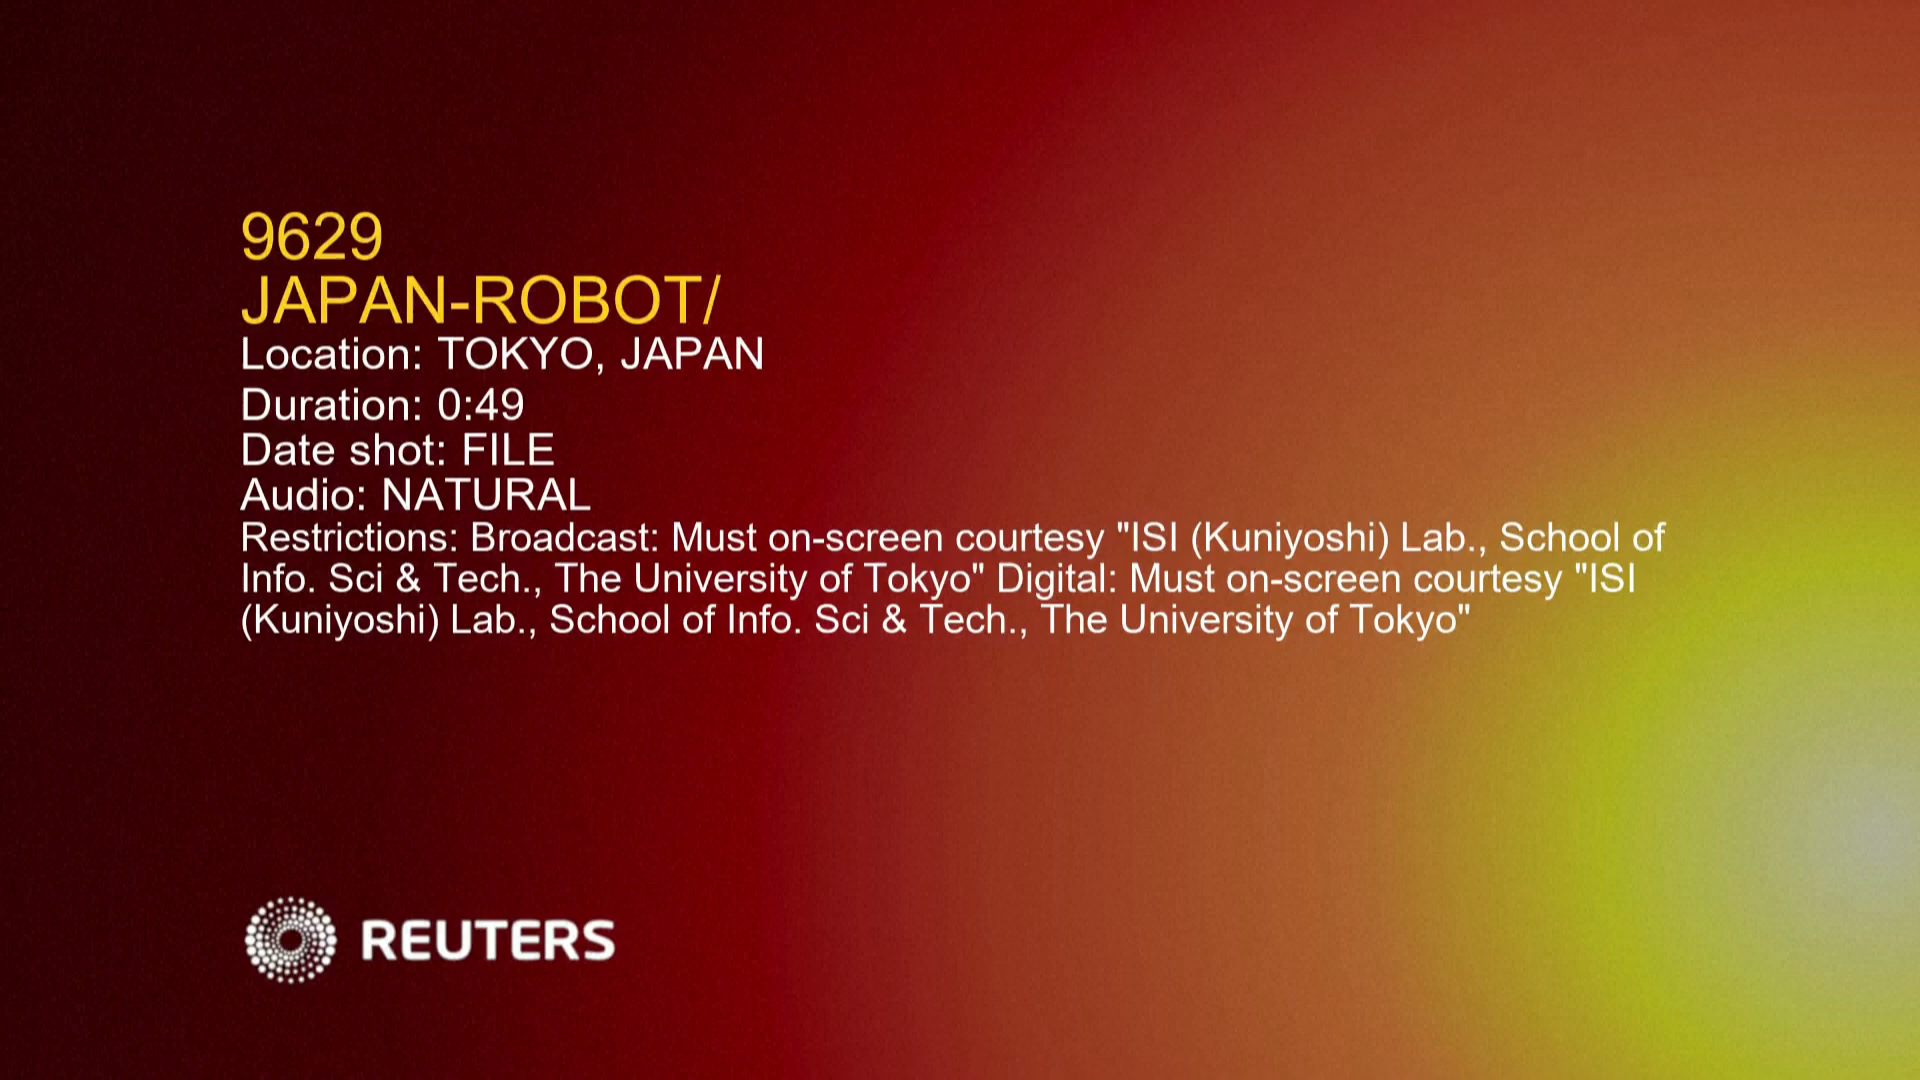 9629
JAPAN-ROBOT/
Location: TOKYO, JAPAN
Duration: 0:49
Date shot: FILE
Audio: NATURAL
Restrictions: Broadcast: Must on-screen courtesy "ISI (Kuniyoshi) Lab., School of
Info. Sci & Tech., The University of Tokyo" Digital: Must on-screen courtesy "ISI
(Kuniyoshi) Lab., School of Info. Sci & Tech., The University of Tokyo"
REUTERS